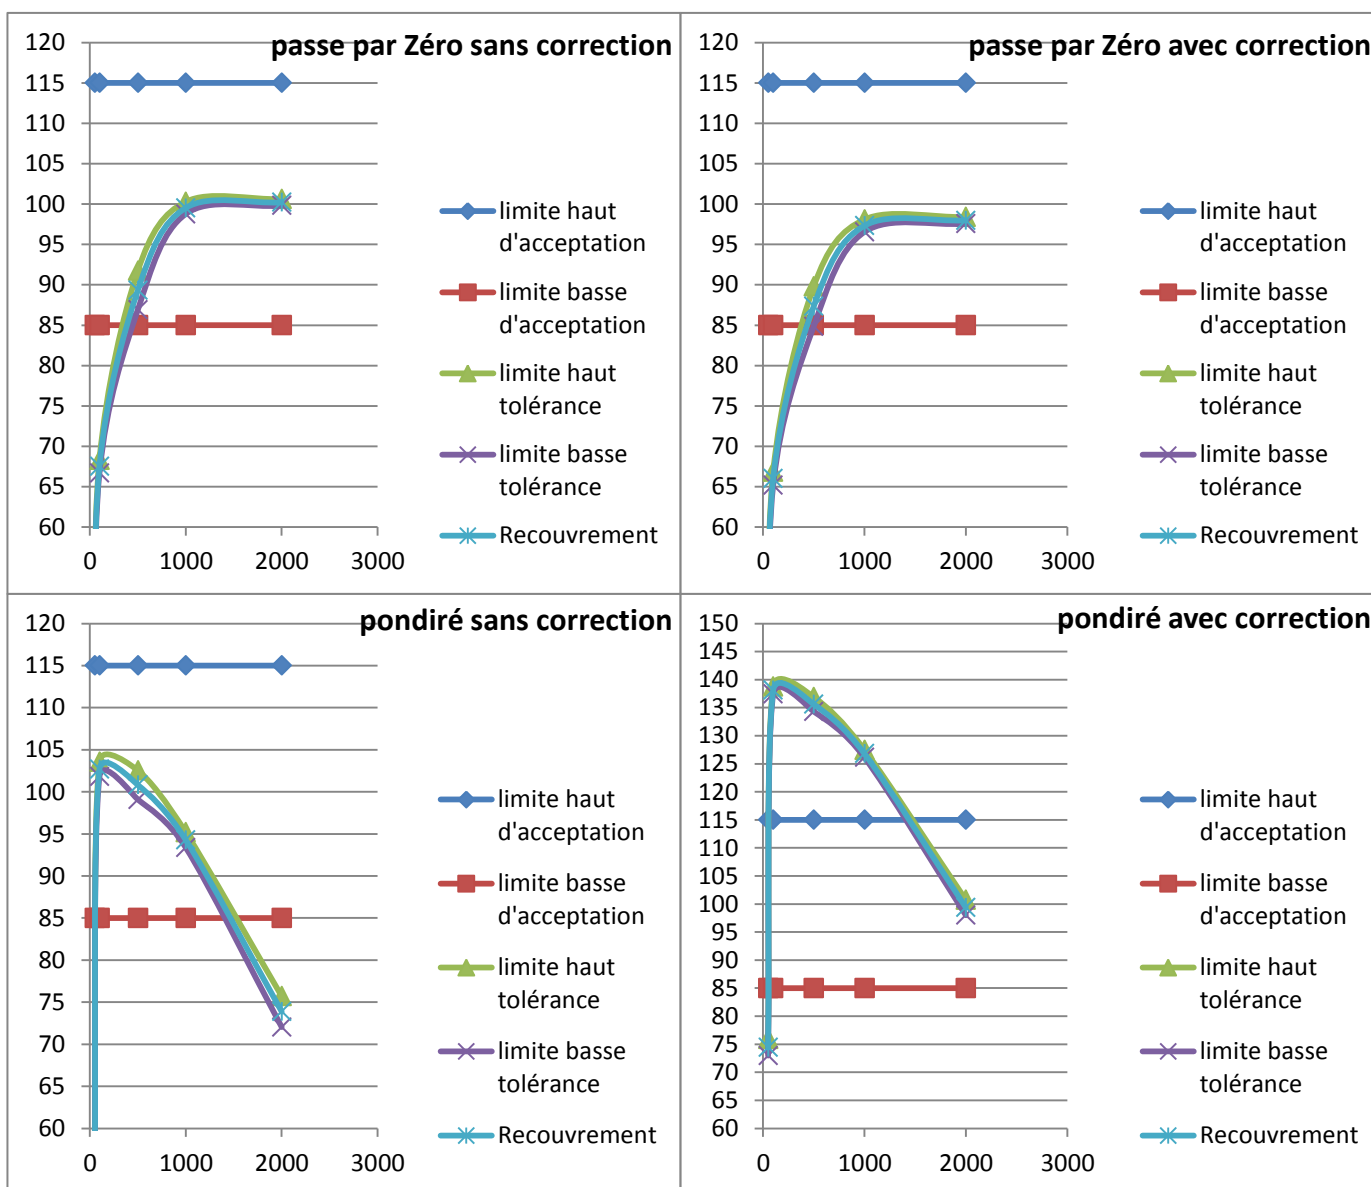 passe par Zéro sans correction
120
115
110
105
100
95
90
85
80
75
70
65
60
0 1000 2000 3000
limite haut
d'acceptation
limite basse
d'acceptation
limite haut
tolérance
limite basse
tolérance
Recouvrement
passe par Zéro avec correction
120
115
110
105
100
95
90
85
80
75
70
65
60
0 1000 2000 3000
limite haut
d'acceptation
limite basse
d'acceptation
limite haut
tolérance
limite basse
tolérance
Recouvrement
pondiré sans correction
120
115
110
105
100
95
90
85
80
75
70
65
60
0 1000 2000 3000
limite haut
d'acceptation
limite basse
d'acceptation
limite haut
tolérance
limite basse
tolérance
Recouvrement
pondiré avec correction
150
145
140
135
130
125
120
115
110
105
100
95
90
85
80
75
70
65
60
0 1000 2000 3000
limite haut
d'acceptation
limite basse
d'acceptation
limite haut
tolérance
limite basse
tolérance
Recouvrement